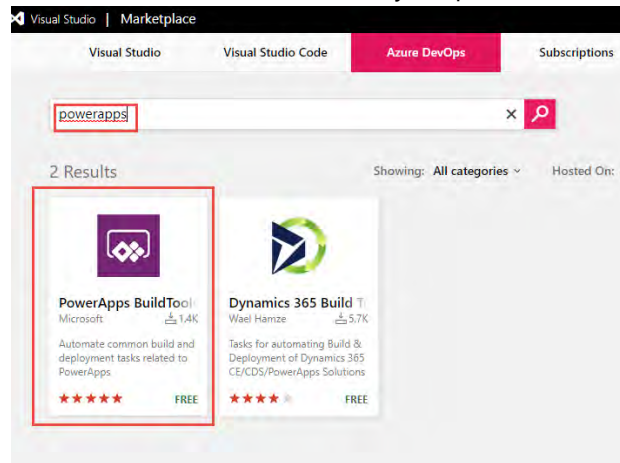 Visual Studio | Marketplace
Visual Studio Visual Studio Code Azure DevOps Subscriptions
powerapps
2 Results Showing: All categories Hosted On:
PowerApps BuildTool
Microsoft 1.4K
Automate common build and
deployment tasks related to
PowerApps
FREE
Dynamics 365 Build T
Wael Hamze 5.7K
Tasks for automating Build &
Deployment of Dynamics 365
CE/CDS/PowerApps Solutions
FREE